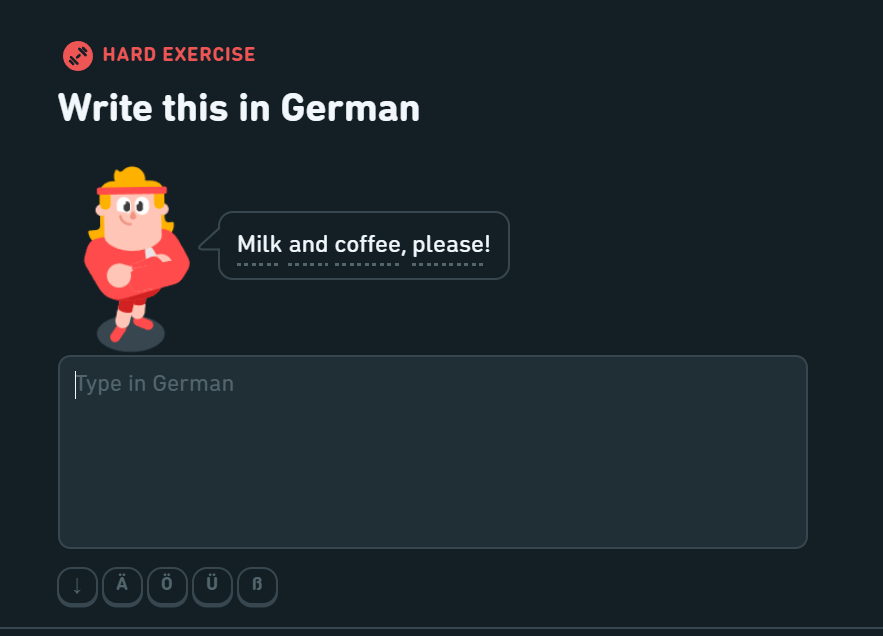 HARD EXERCISE
Write this in German
Milk and coffee, please!
Type in German
↓ Ä Ö Ü ß